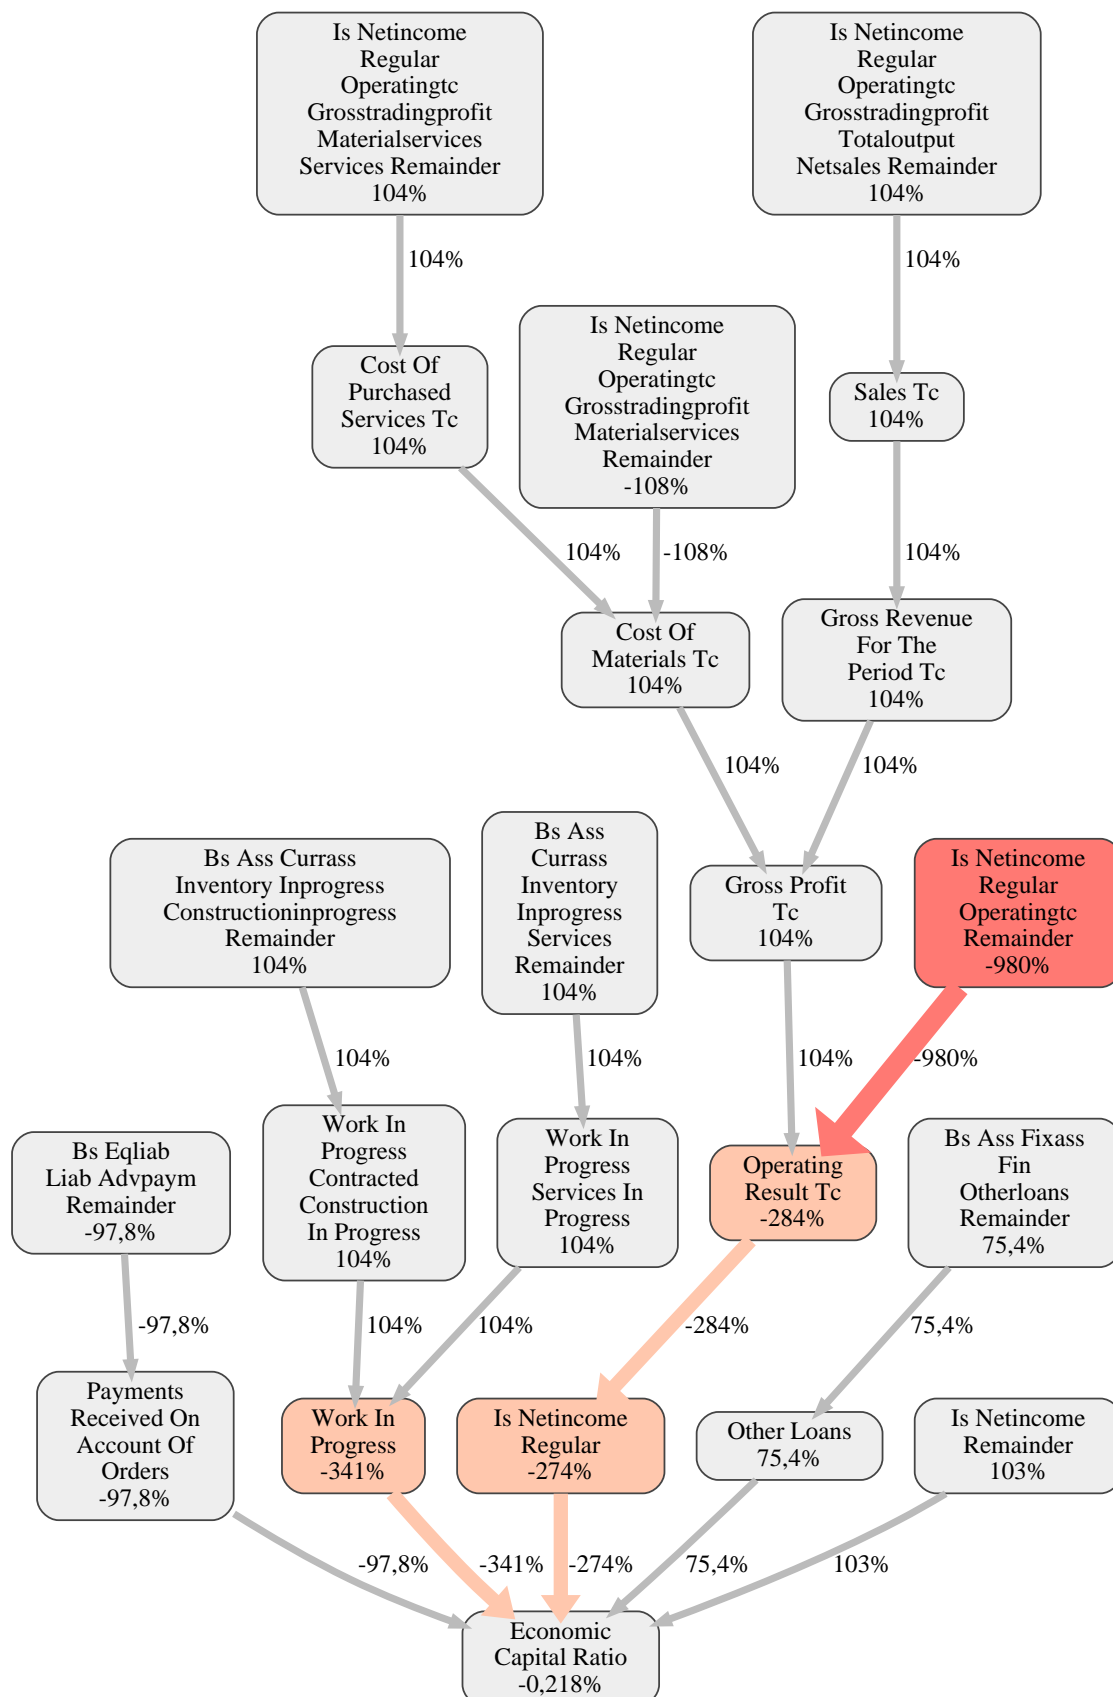 Is Netincome
Regular
Operatingtc
Grosstradingprofit
Materialservices
Services Remainder
104%
Is Netincome
Regular
Operatingtc
Grosstradingprofit
Totaloutput
Netsales Remainder
104%
104%
104%
Is Netincome
Regular
Operatingtc
Grosstradingprofit
Materialservices
Remainder
-108%
Cost Of
Purchased
Services Tc
104%
Sales Tc
104%
104%
-108%
104%
Cost Of
Materials Tc
104%
Gross Revenue
For The
Period Tc
104%
104%
104%
Bs Ass Currass
Inventory Inprogress
Constructioninprogress
Remainder
104%
Bs Ass
Currass
Inventory
Inprogress
Services
Remainder
104%
Gross Profit
Tc
104%
Is Netincome
Regular
Operatingtc
Remainder
-980%
104%
104%
104%
-980%
Bs Eqliab
Liab Advpaym
Remainder
-97,8%
Work In
Progress
Contracted
Construction
In Progress
104%
Work In
Progress
Services In
Progress
104%
Operating
Result Tc
-284%
Bs Ass Fixass
Fin
Otherloans
Remainder
75,4%
-97,8%
104%
104%
-284%
75,4%
Payments
Received On
Account Of
Orders
-97,8%
Work In
Progress
-341%
Is Netincome
Regular
-274%
Other Loans
75,4%
Is Netincome
Remainder
103%
-97,8%
-341%
-274%
75,4%
103%
Economic
Capital Ratio
-0,218%